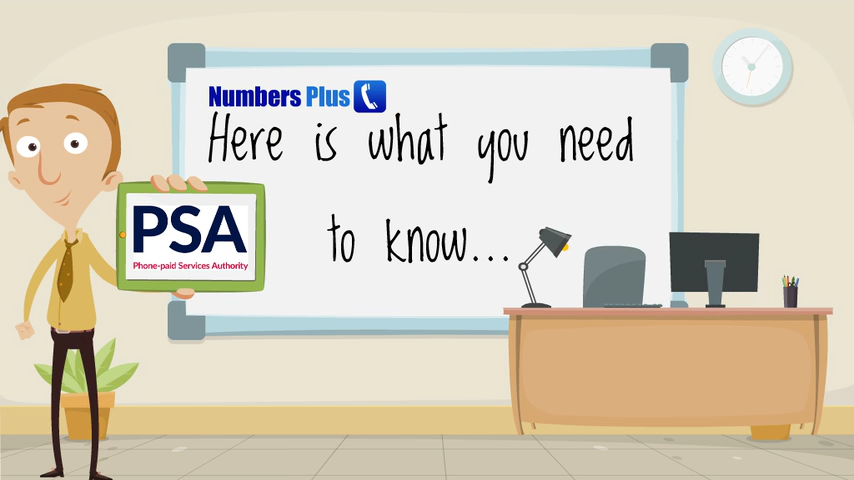 Numbers Plus
Here is what you need
to know...
PSA
Phone-paid Services Authority